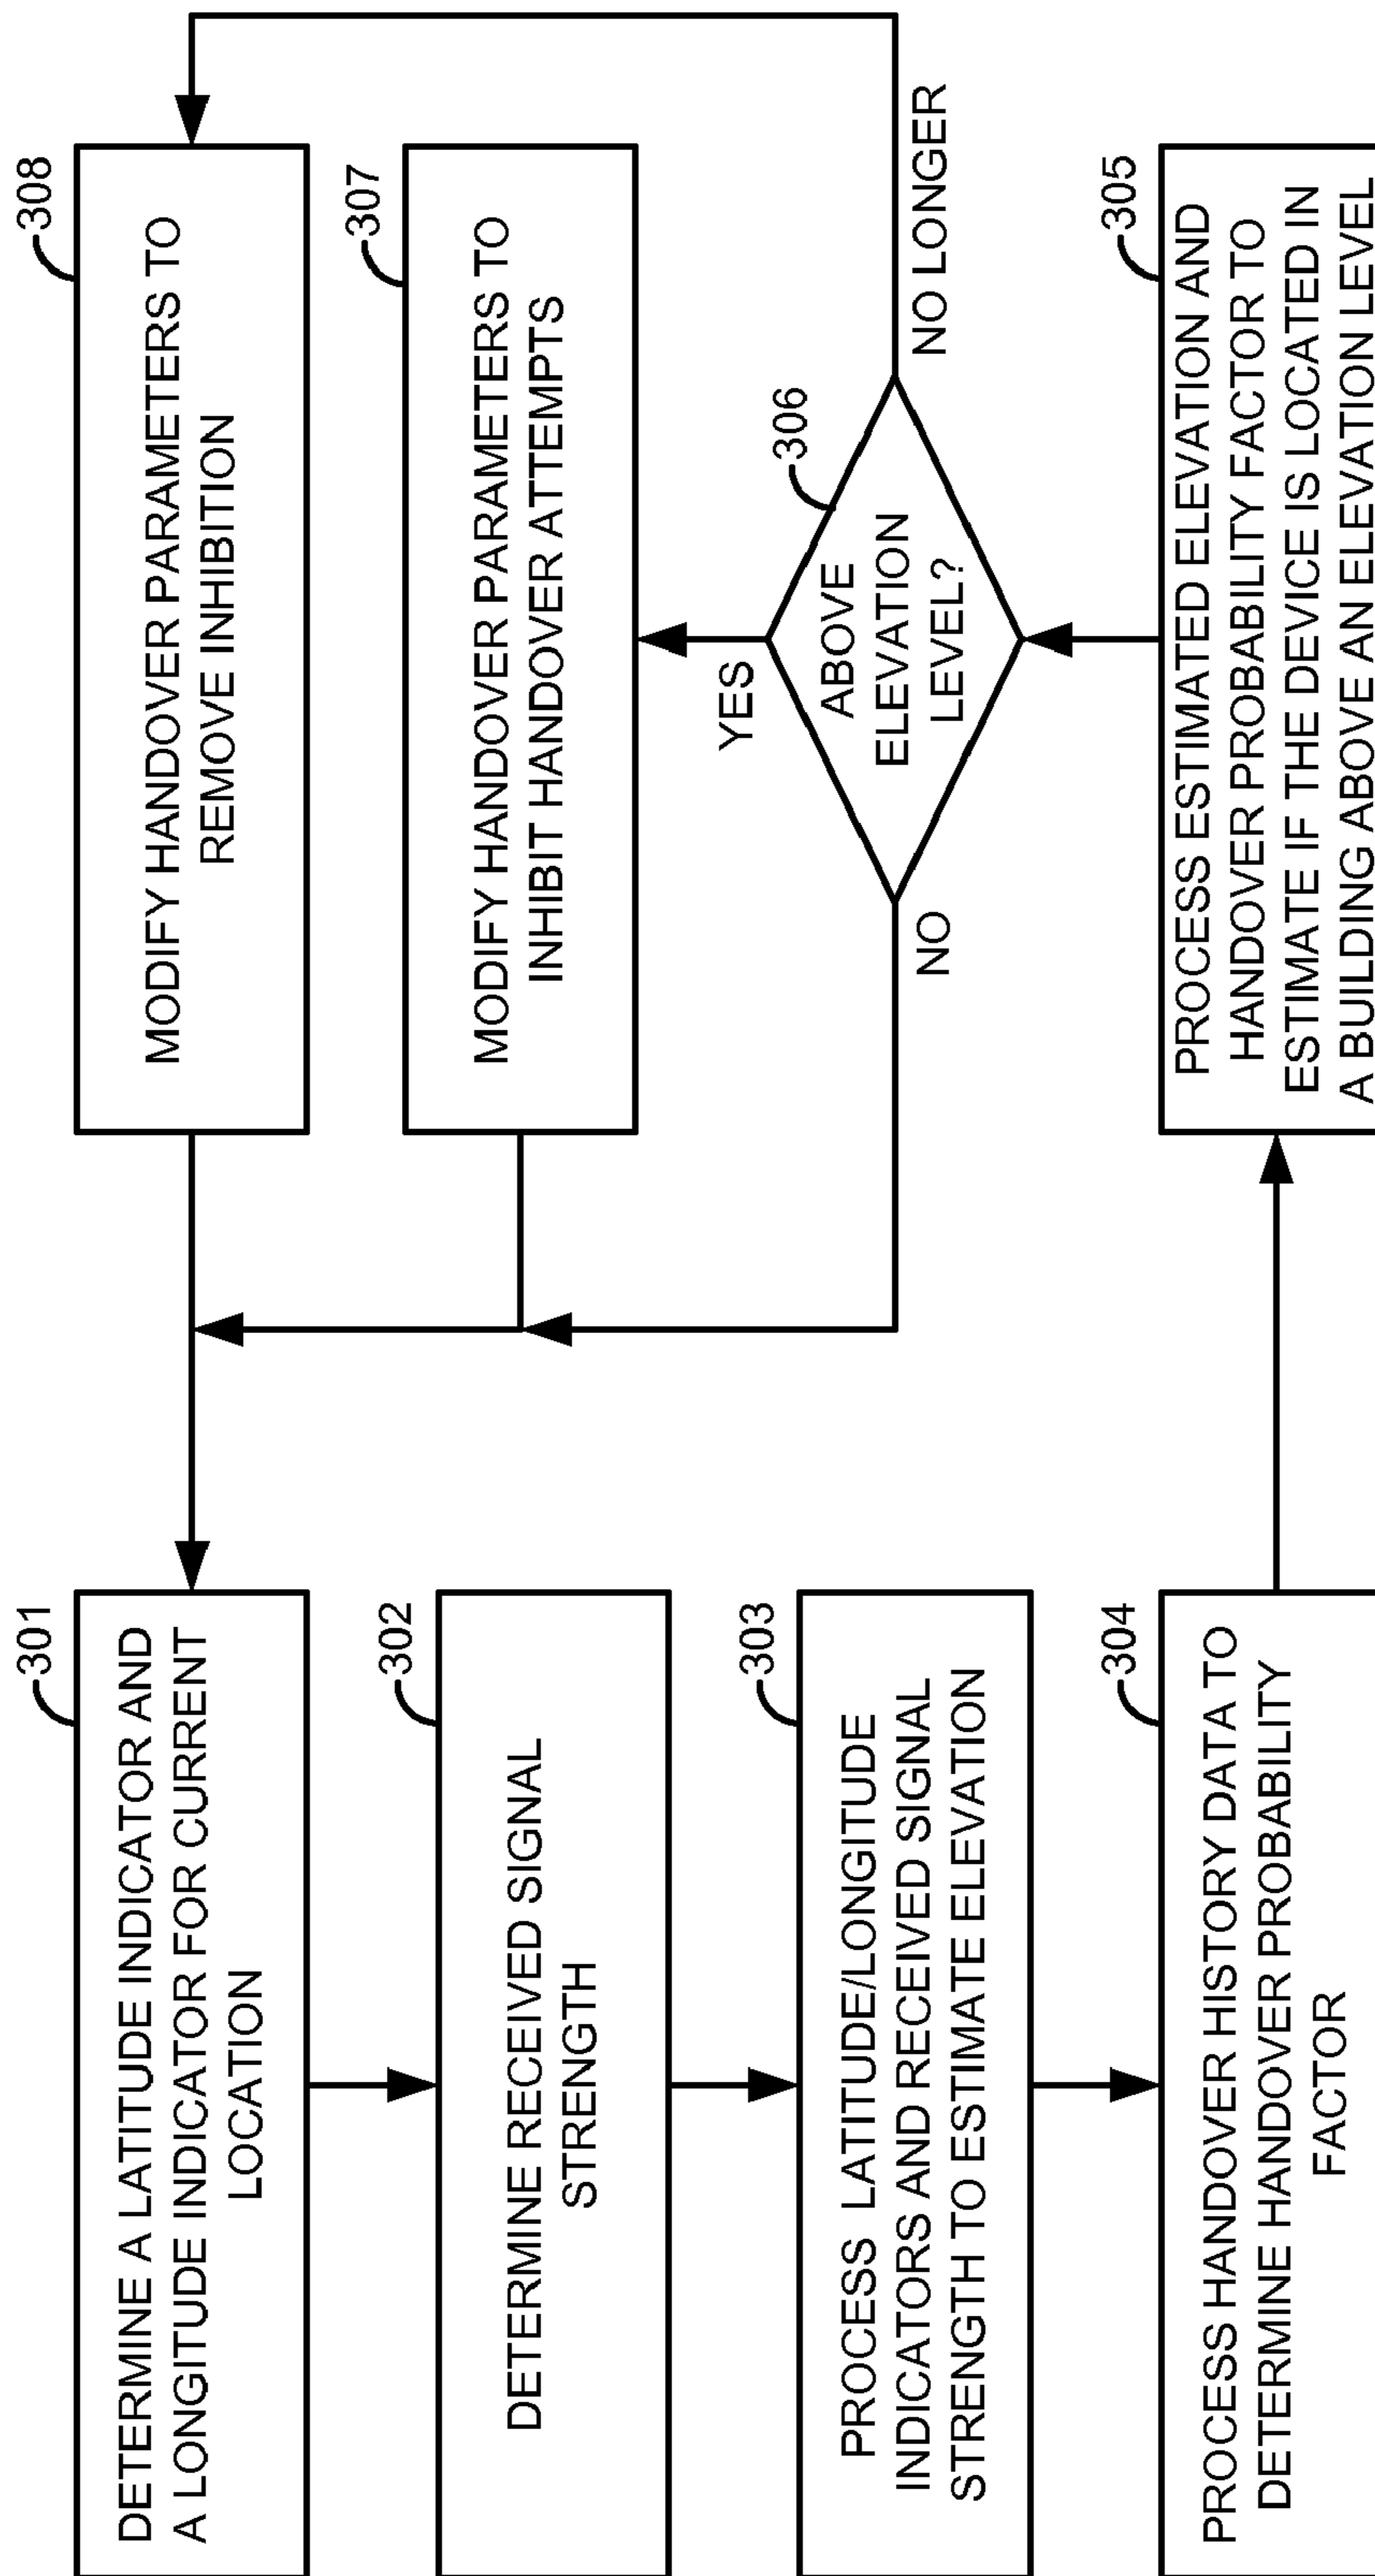 301
DETERMINE A LATITUDE INDICATOR AND
A LONGITUDE INDICATOR FOR CURRENT
LOCATION
302
DETERMINE RECEIVED SIGNAL
STRENGTH
303
PROCESS LATITUDE/LONGITUDE
INDICATORS AND RECEIVED SIGNAL
STRENGTH TO ESTIMATE ELEVATION
304
PROCESS HANDOVER HISTORY DATA TO
DETERMINE HANDOVER PROBABILITY
FACTOR
305
PROCESS ESTIMATED ELEVATION AND
HANDOVER PROBABILITY FACTOR TO
ESTIMATE IF THE DEVICE IS LOCATED IN
A BUILDING ABOVE AN ELEVATION LEVEL
306
ABOVE
ELEVATION
LEVEL?
YES
NO
NO LONGER
307
MODIFY HANDOVER PARAMETERS TO
INHIBIT HANDOVER ATTEMPTS
308
MODIFY HANDOVER PARAMETERS TO
REMOVE INHIBITION